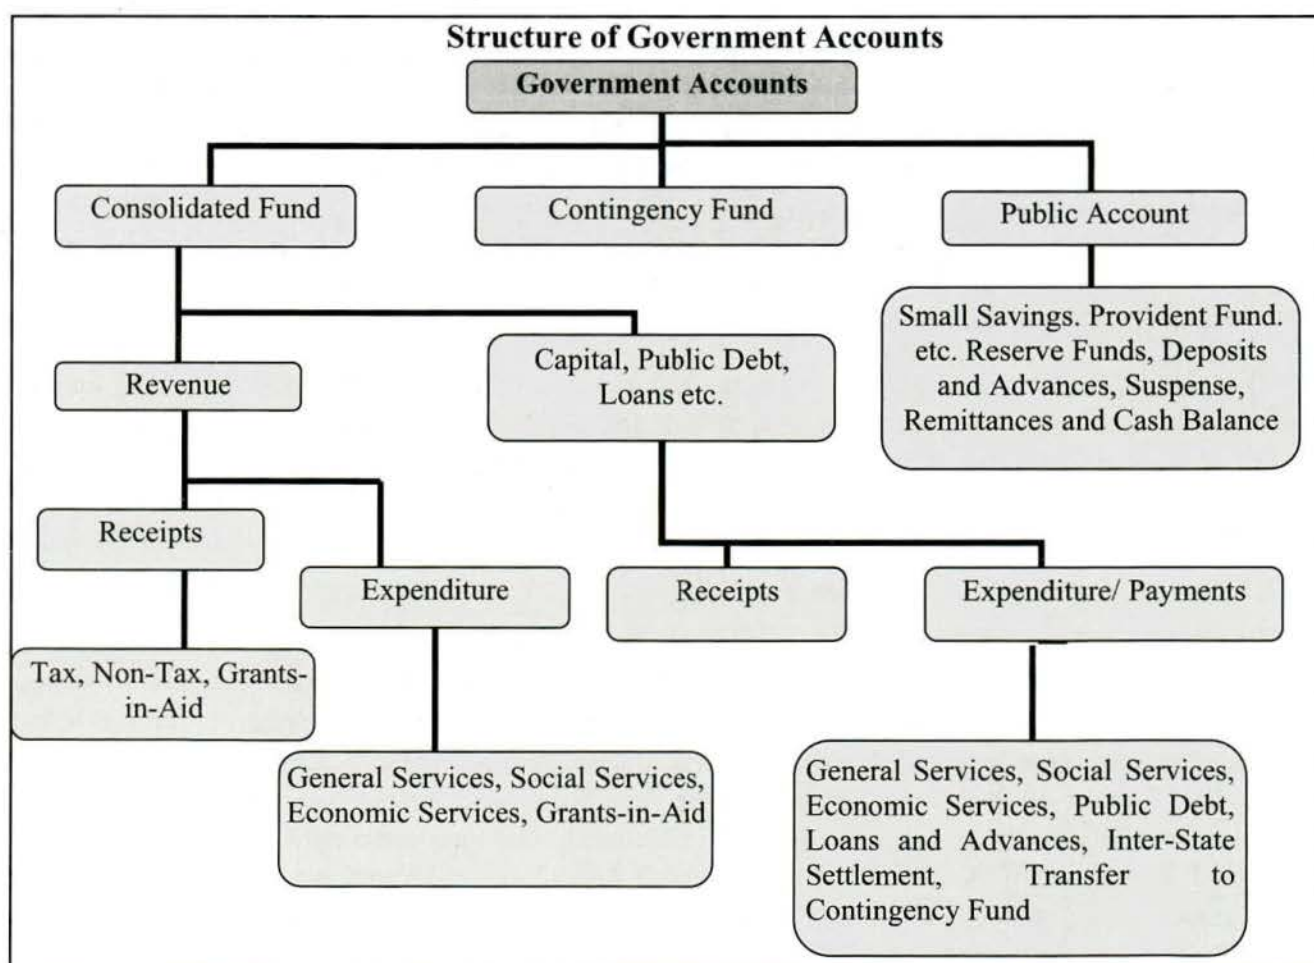 Structure of Government Accounts
Government Accounts
Consolidated Fund
Contingency Fund
Public Account
Small Savings. Provident Fund.
etc. Reserve Funds, Deposits
and Advances, Suspense,
Remittances and Cash Balance
Revenue
Capital, Public Debt,
Loans etc.
Receipts
Expenditure
Receipts
Expenditure/ Payments
Tax, Non-Tax, Grants-
in-Aid
General Services, Social Services,
Economic Services, Grants-in-Aid
General Services, Social Services,
Economic Services, Public Debt,
Loans and Advances, Inter-State
Settlement, Transfer to
Contingency Fund